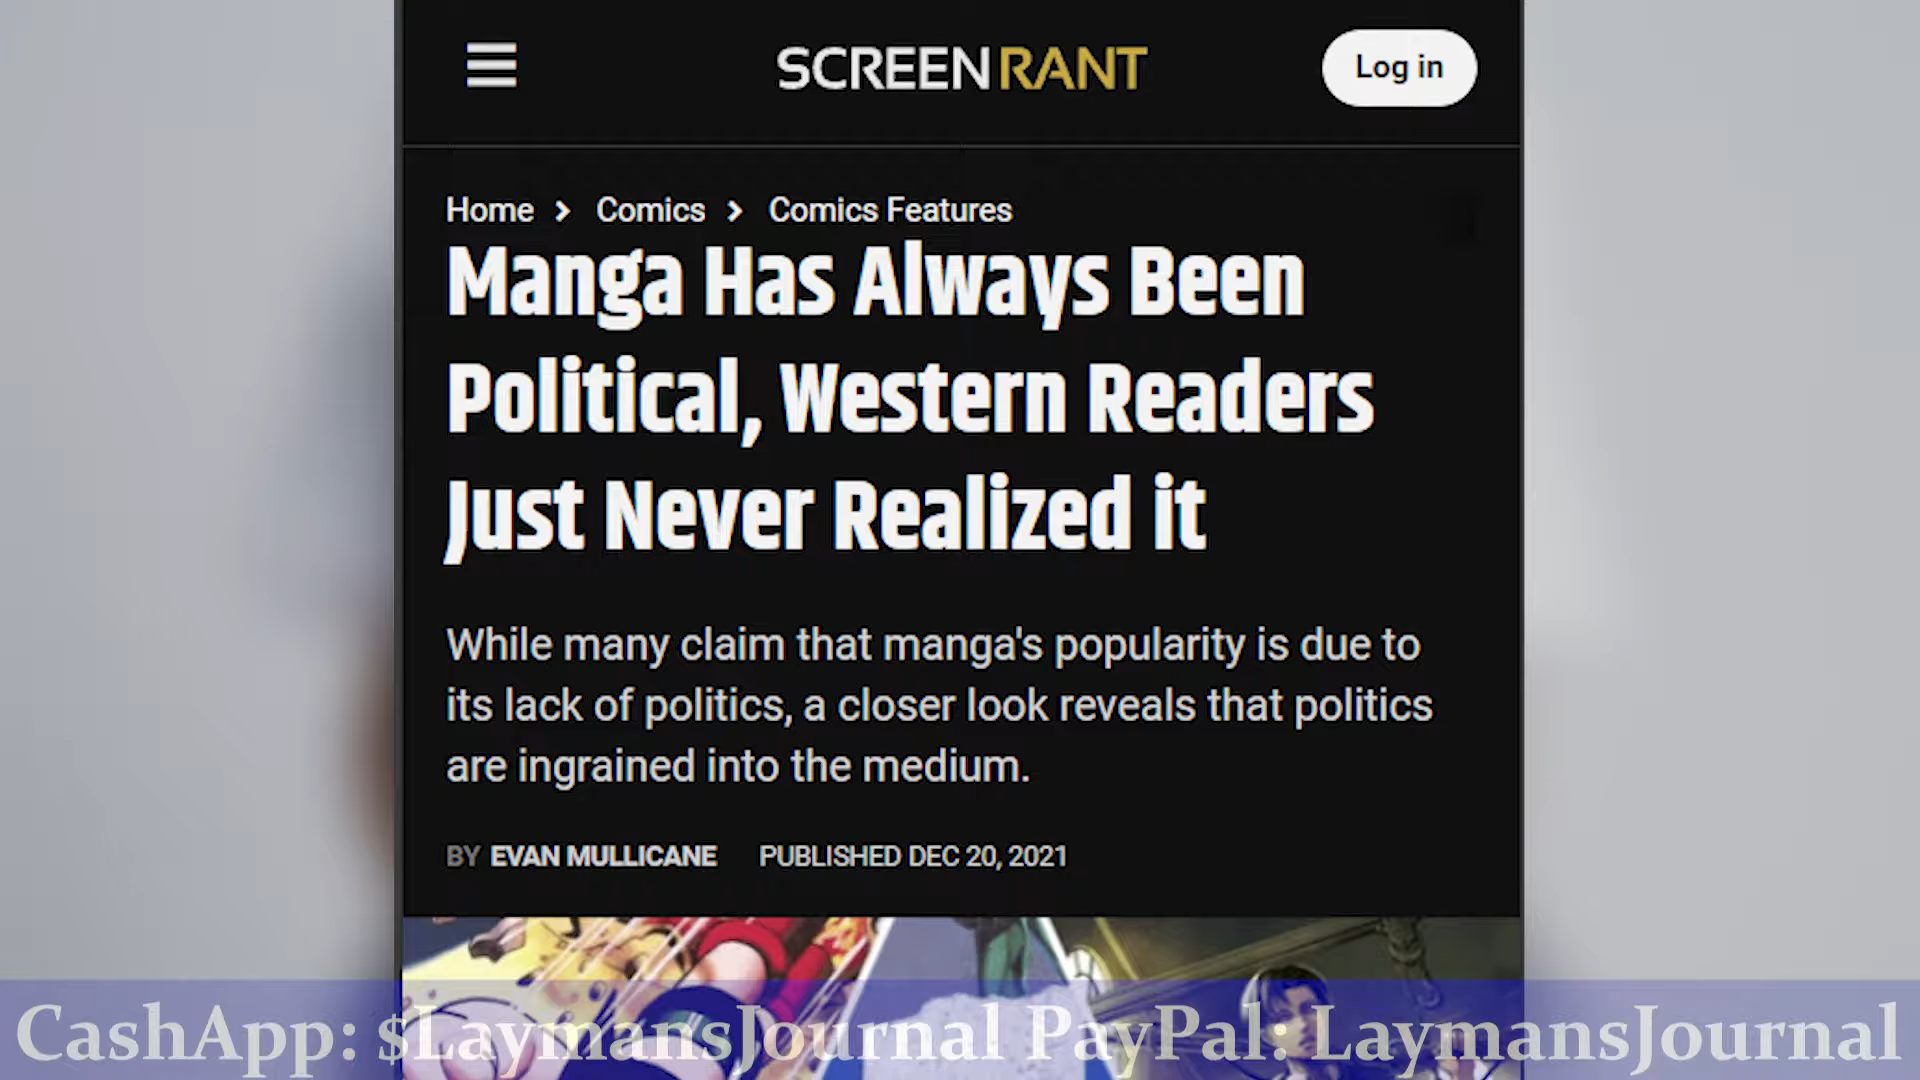 SCREENRANT
Log in
Home > Comics > Comics Features
Manga Has Always Been
Political, Western Readers
Just Never Realized it
While many claim that manga's popularity is due to
its lack of politics, a closer look reveals that politics
are ingrained into the medium.
BY EVAN MULLICANE PUBLISHED DEC 20, 2021
CashApp: $LaymansJournal PayPal: LaymansJournal